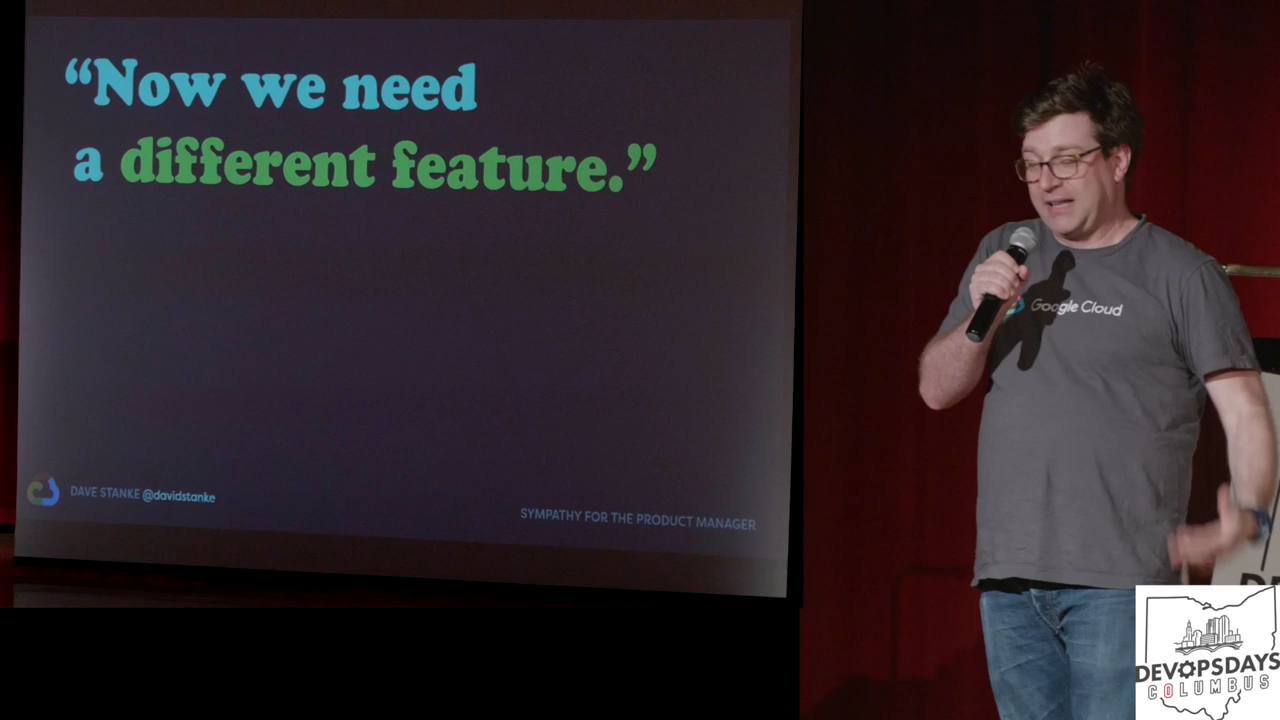 “Now we need
a different feature.”
DAVE STANKE @davidstanke
SYMPATHY FOR THE PRODUCT MANAGER
Google Cloud
DEVOPSDAYS
COLUMBUS